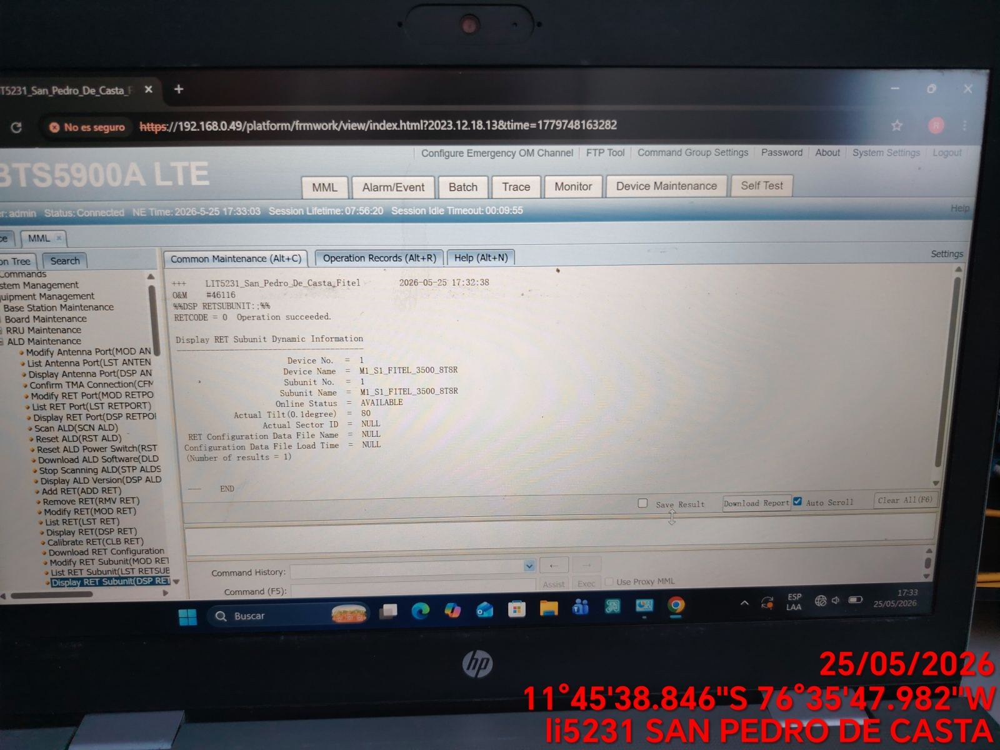 IT5231_San_Pedro_De_Casta_F
No es seguro https://192.168.0.49/platform/frmwork/view/index.html?2023.12.18.13&time=1779748163282
Configure Emergency OM Channel FTP Tool Command Group Settings Password About System Settings Logout
BTS5900A LTE
MML Alarm/Event Batch Trace Monitor Device Maintenance Self Test
er: admin Status: Connected NE Time: 2026-5-25 17:33:03 Session Lifetime: 07:56:20 Session Idle Timeout: 00:09:55 Help
ce MML
on Tree Search
Common Maintenance (Alt+C) Operation Records (Alt+R) Help (Alt+N) Settings
Commands
stem Management
quipment Management
Base Station Maintenance
Board Maintenance
RRU Maintenance
ALD Maintenance
Modify Antenna Port(MOD AN
List Antenna Port(LST ANTEN
Display Antenna Port(DSP AN
Confirm TMA Connection(CFM
Modify RET Port(MOD RETPO
List RET Port(LST RETPORT)
Display RET Port(DSP RETPO
Scan ALD(SCN ALD)
Reset ALD(RST ALD)
Reset ALD Power Switch(RST
Download ALD Software(DLD
Stop Scanning ALD(STP ALDS
Display ALD Version(DSP ALD
Add RET(ADD RET)
Remove RET(RMV RET)
Modify RET(MOD RET)
List RET(LST RET)
Display RET(DSP RET)
Calibrate RET(CLB RET)
Download RET Configuration
Modify RET Subunit(MOD RET
List RET Subunit(LST RETSUB
Display RET Subunit(DSP RET
+++ LIT5231_San_Pedro_De_Casta_Fitel 2026-05-25 17:32:38
O&M #46116
%%DSP RETSUBUNIT:;%%
RETCODE = 0 Operation succeeded.
Display RET Subunit Dynamic Information
Device No. = 1
Device Name = M1_S1_FITEL_3500_8T8R
Subunit No. = 1
Subunit Name = M1_S1_FITEL_3500_8T8R
Online Status = AVAILABLE
Actual Tilt(0.1degree) = 80
Actual Sector ID = NULL
RET Configuration Data File Name = NULL
Configuration Data File Load Time = NULL
(Number of results = 1)
--- END
Save Result Download Report Auto Scroll Clear All(F6)
Command History:
Command (F5): Assist Exec Use Proxy MML
Buscar
ESP
LAA
17:33
25/05/2026
hp
25/05/2026
11°45'38.846"S 76°35'47.982"W
li5231 SAN PEDRO DE CASTA